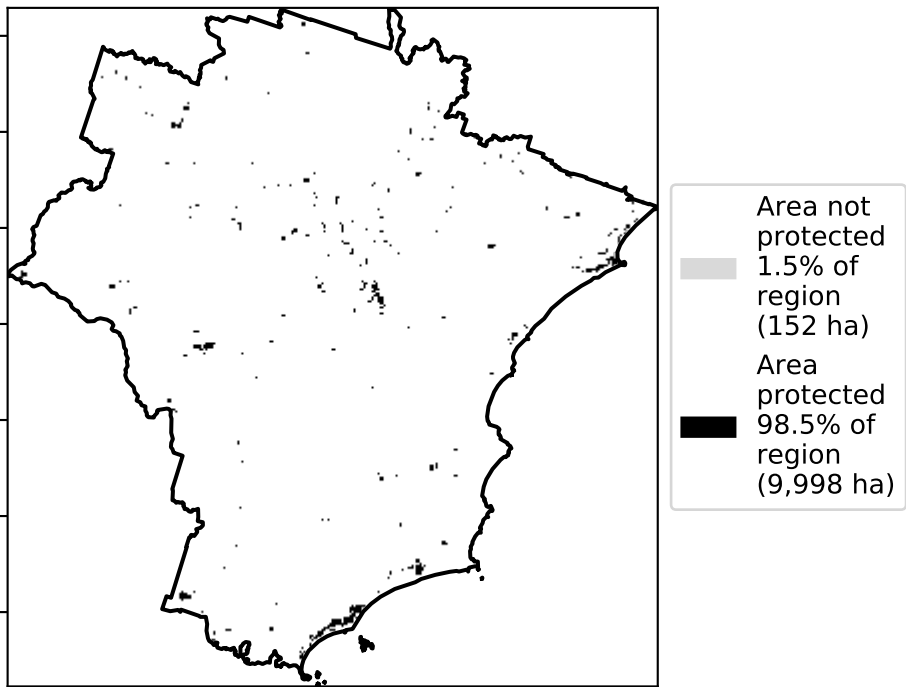 Area not
protected
1.5% of
region
(152 ha)
Area
protected
98.5% of
region
(9,998 ha)